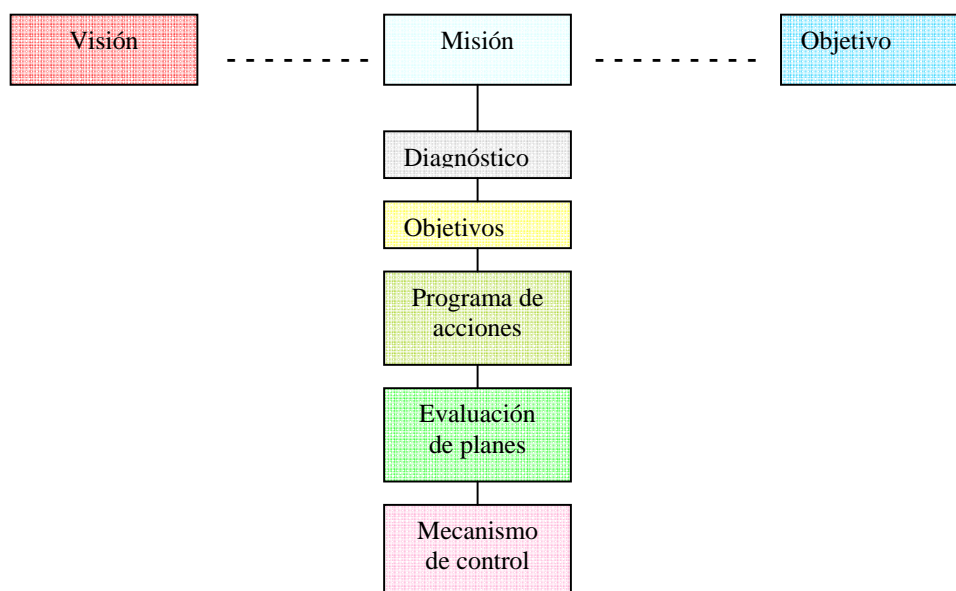 Visión
Misión
Objetivo
Diagnóstico
Objetivos
Programa de
acciones
Evaluación
de planes
Mecanismo
de control